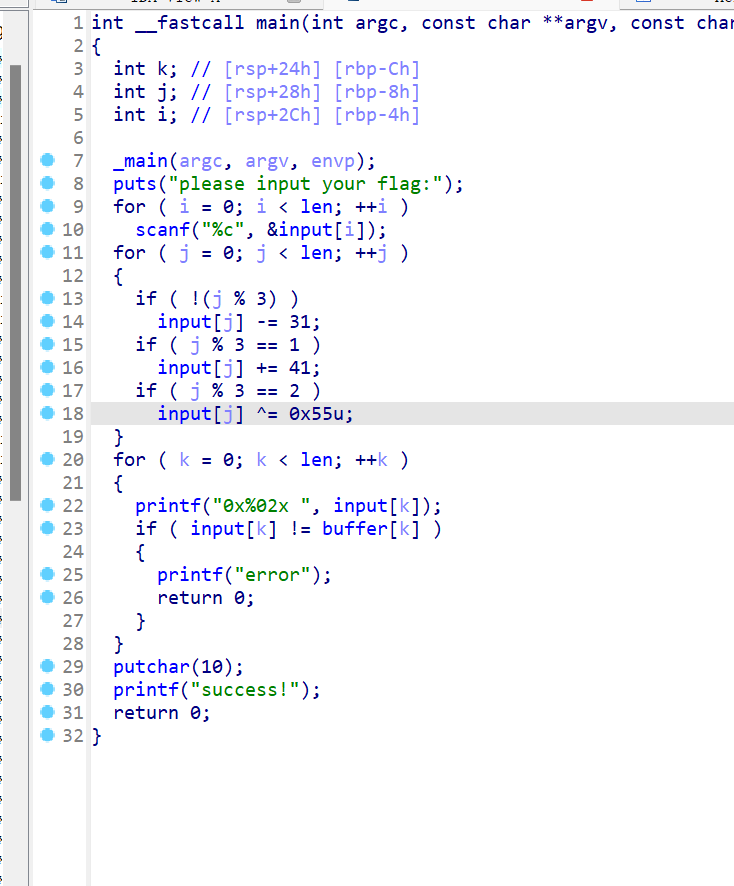 1 int __fastcall main(int argc, const char **argv, const char
2 {
3   int k; // [rsp+24h] [rbp-Ch]
4   int j; // [rsp+28h] [rbp-8h]
5   int i; // [rsp+2Ch] [rbp-4h]
6
7   _main(argc, argv, envp);
8   puts("please input your flag:");
9   for ( i = 0; i < len; ++i )
10     scanf("%c", &input[i]);
11   for ( j = 0; j < len; ++j )
12   {
13     if ( !(j % 3) )
14       input[j] -= 31;
15     if ( j % 3 == 1 )
16       input[j] += 41;
17     if ( j % 3 == 2 )
18       input[j] ^= 0x55u;
19   }
20   for ( k = 0; k < len; ++k )
21   {
22     printf("0x%02x ", input[k]);
23     if ( input[k] != buffer[k] )
24     {
25       printf("error");
26       return 0;
27     }
28   }
29   putchar(10);
30   printf("success!");
31   return 0;
32 }